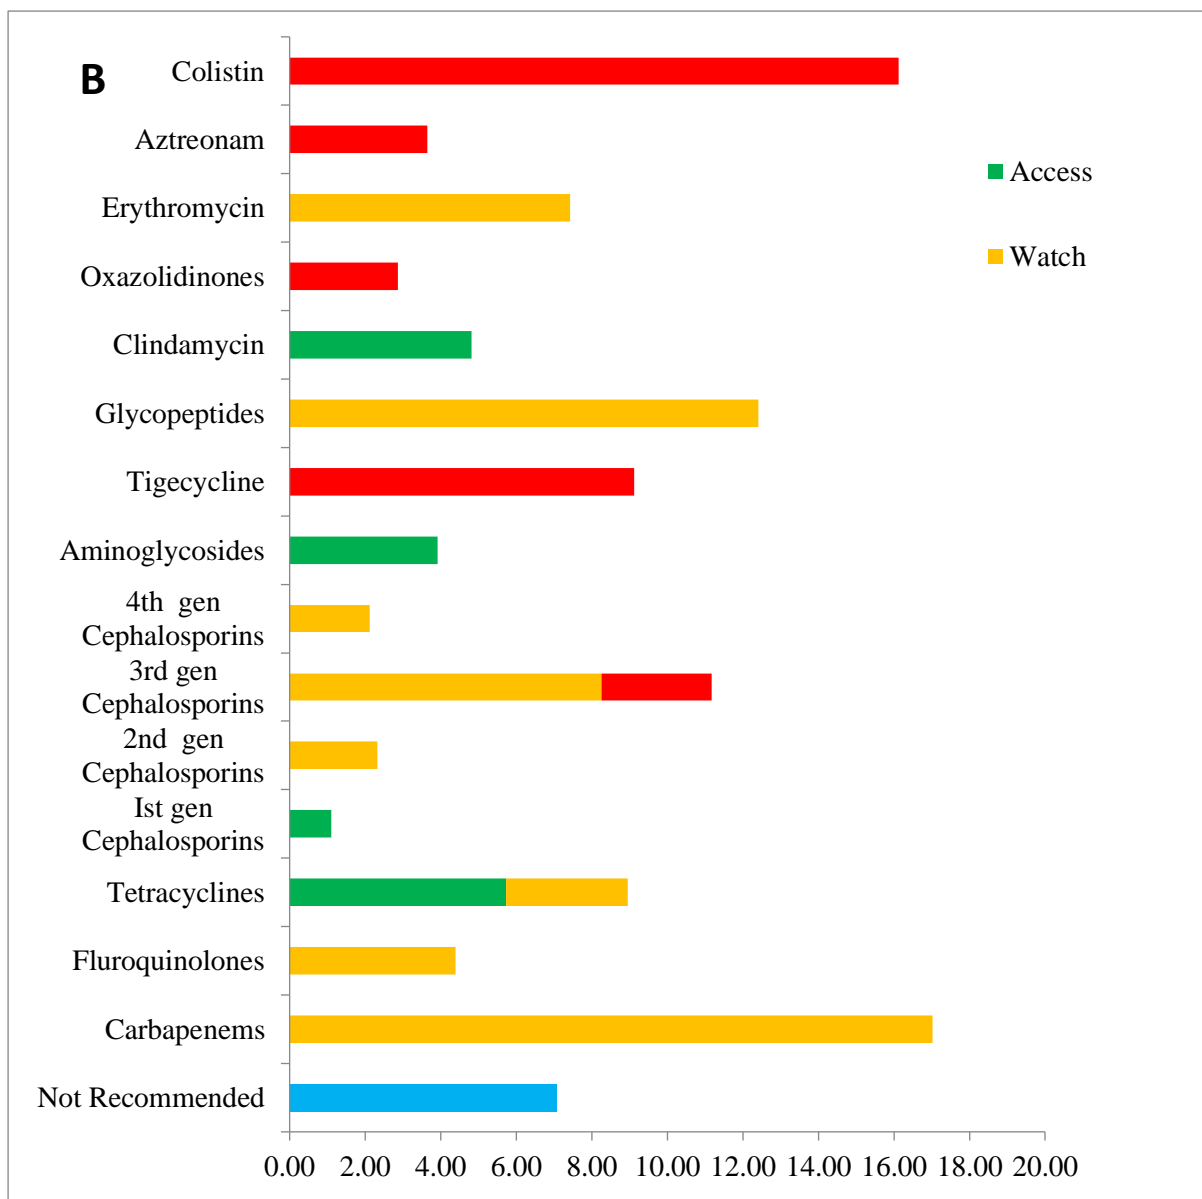 B
Colistin
Aztreonam
Erythromycin
Oxazolidinones
Clindamycin
Glycopeptides
Tigecycline
Aminoglycosides
4th gen
Cephalosporins
3rd gen
Cephalosporins
2nd gen
Cephalosporins
Ist gen
Cephalosporins
Tetracyclines
Fluroquinolones
Carbapenems
Not Recommended
Access
Watch
0.00 2.00 4.00 6.00 8.00 10.00 12.00 14.00 16.00 18.00 20.00